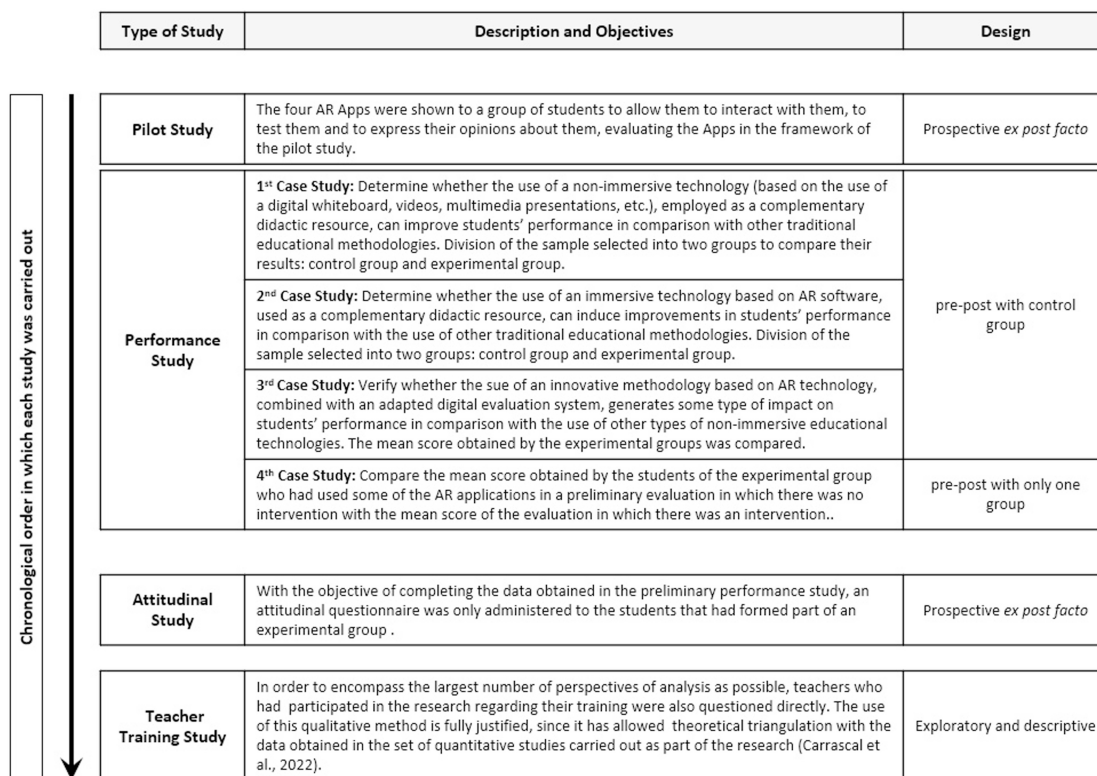 Type of Study
Description and Objectives
Design
Chronological order in which each study was carried out
Pilot Study
The four AR Apps were shown to a group of students to allow them to interact with them, to
test them and to express their opinions about them, evaluating the Apps in the framework of
the pilot study.
Prospective ex post facto
Performance
Study
1st Case Study: Determine whether the use of a non-immersive technology (based on the use of
a digital whiteboard, videos, multimedia presentations, etc.), employed as a complementary
didactic resource, can improve students’ performance in comparison with other traditional
educational methodologies. Division of the sample selected into two groups to compare their
results: control group and experimental group.
2nd Case Study: Determine whether the use of an immersive technology based on AR software,
used as a complementary didactic resource, can induce improvements in students’ performance
in comparison with the use of other traditional educational methodologies. Division of the
sample selected into two groups: control group and experimental group.
3rd Case Study: Verify whether the sue of an innovative methodology based on AR technology,
combined with an adapted digital evaluation system, generates some type of impact on
students’ performance in comparison with the use of other types of non-immersive educational
technologies. The mean score obtained by the experimental groups was compared.
pre-post with control
group
4th Case Study: Compare the mean score obtained by the students of the experimental group
who had used some of the AR applications in a preliminary evaluation in which there was no
intervention with the mean score of the evaluation in which there was an intervention..
pre-post with only one
group
Attitudinal
Study
With the objective of completing the data obtained in the preliminary performance study, an
attitudinal questionnaire was only administered to the students that had formed part of an
experimental group .
Prospective ex post facto
Teacher
Training Study
In order to encompass the largest number of perspectives of analysis as possible, teachers who
had participated in the research regarding their training were also questioned directly. The
use of this qualitative method is fully justified, since it has allowed theoretical triangulation with the
data obtained in the set of quantitative studies carried out as part of the research (Carrascal et
al., 2022).
Exploratory and descriptive